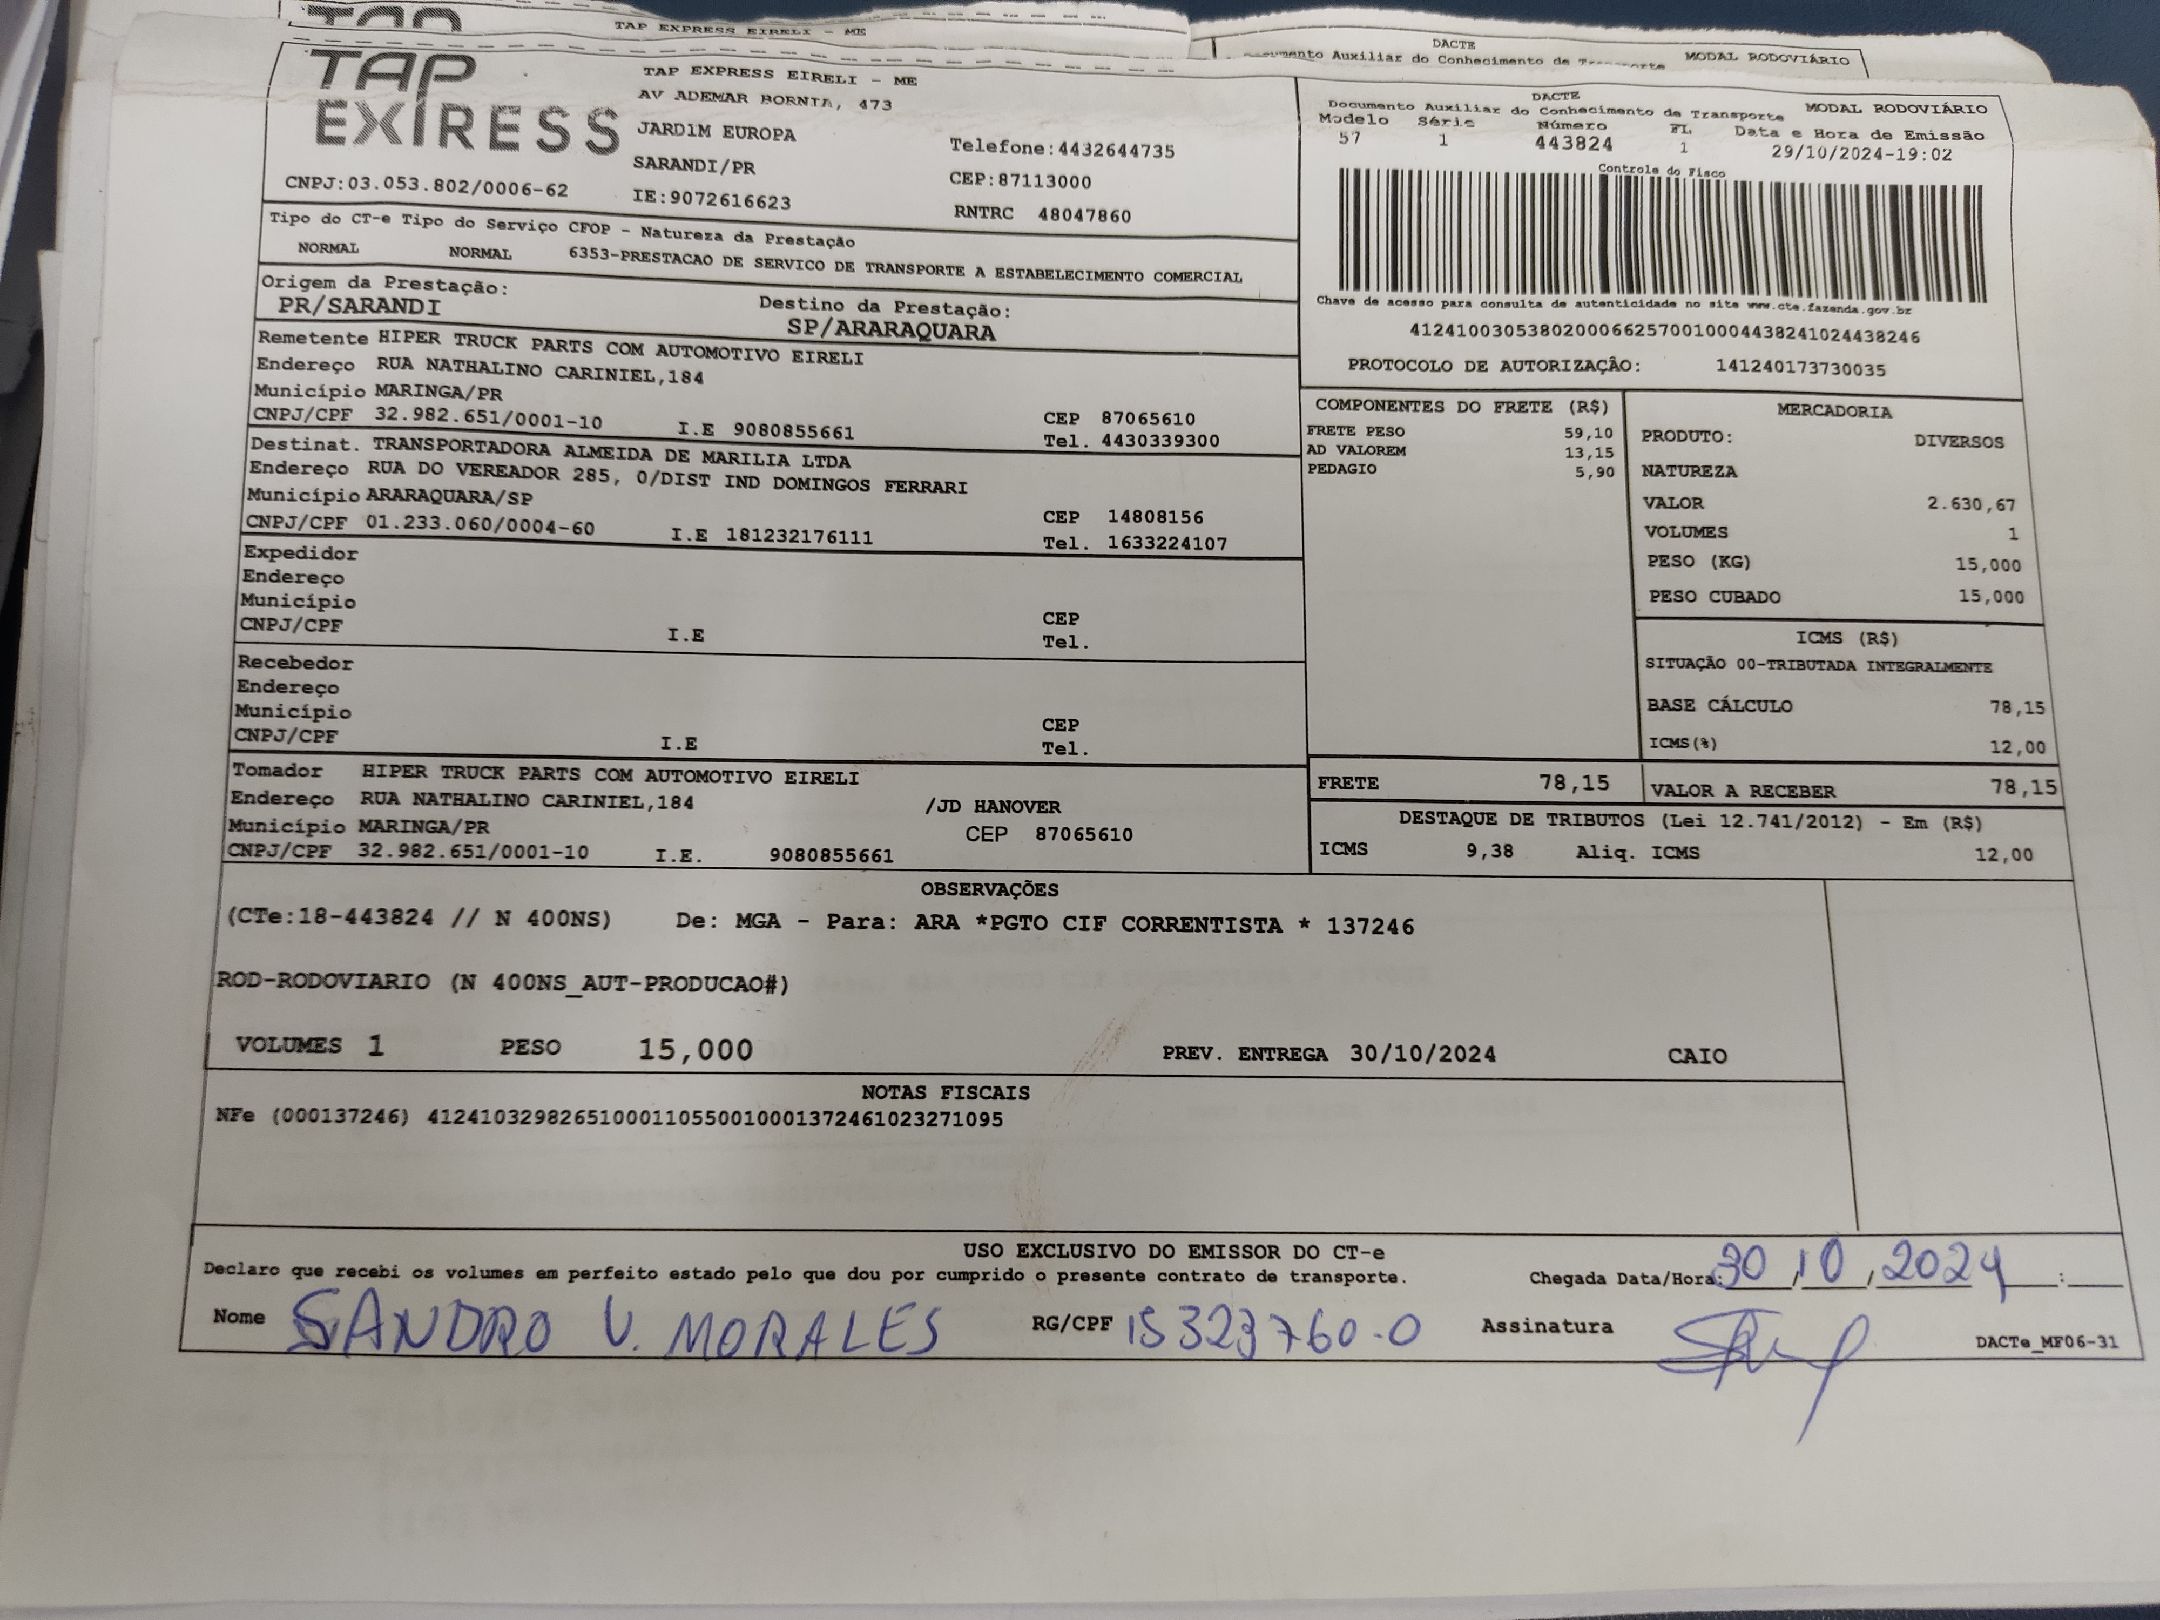 TAP EXPRESS EIRELI - ME
DACTE
Documento Auxiliar do Conhecimento de Transporte MODAL RODOVIÁRIO
TAP
EXPRESS
TAP EXPRESS EIRELI - ME
AV ADEMAR BORNIA, 473
JARDIM EUROPA
Telefone:4432644735
SARANDI/PR
CEP:87113000
CNPJ:03.053.802/0006-62
IE:9072616623
RNTRC 48047860
DACTE
Documento Auxiliar do Conhecimento de Transporte
MODAL RODOVIÁRIO
Modelo Série Número FL Data e Hora de Emissão
57 1 443824 1 29/10/2024-19:02
Controle do Fisco
Chave de acesso para consulta de autenticidade no site www.cte.fazenda.gov.br
41241003053802000662570010004438241024438246
PROTOCOLO DE AUTORIZAÇÃO: 141240173730035
Tipo do CT-e Tipo do Serviço CFOP - Natureza da Prestação
NORMAL NORMAL 6353-PRESTACAO DE SERVICO DE TRANSPORTE A ESTABELECIMENTO COMERCIAL
Origem da Prestação: Destino da Prestação:
PR/SARANDI SP/ARARAQUARA
Remetente HIPER TRUCK PARTS COM AUTOMOTIVO EIRELI
Endereço RUA NATHALINO CARINIEL,184
Município MARINGA/PR CEP 87065610
CNPJ/CPF 32.982.651/0001-10 I.E 9080855661 Tel. 4430339300
Destinat. TRANSPORTADORA ALMEIDA DE MARILIA LTDA
Endereço RUA DO VEREADOR 285, 0/DIST IND DOMINGOS FERRARI
Município ARARAQUARA/SP CEP 14808156
CNPJ/CPF 01.233.060/0004-60 I.E 181232176111 Tel. 1633224107
Expedidor
Endereço
Município CEP
CNPJ/CPF I.E Tel.
Recebedor
Endereço
Município CEP
CNPJ/CPF I.E Tel.
Tomador HIPER TRUCK PARTS COM AUTOMOTIVO EIRELI
Endereço RUA NATHALINO CARINIEL,184 /JD HANOVER
Município MARINGA/PR CEP 87065610
CNPJ/CPF 32.982.651/0001-10 I.E. 9080855661
COMPONENTES DO FRETE (R$)
FRETE PESO 59,10
AD VALOREM 13,15
PEDAGIO 5,90
MERCADORIA
PRODUTO: DIVERSOS
NATUREZA
VALOR 2.630,67
VOLUMES 1
PESO (KG) 15,000
PESO CUBADO 15,000
ICMS (R$)
SITUAÇÃO 00-TRIBUTADA INTEGRALMENTE
BASE CÁLCULO 78,15
ICMS(%) 12,00
FRETE 78,15 VALOR A RECEBER 78,15
DESTAQUE DE TRIBUTOS (Lei 12.741/2012) - Em (R$)
ICMS 9,38 Aliq. ICMS 12,00
OBSERVAÇÕES
(CTe:18-443824 // N 400NS) De: MGA - Para: ARA *PGTO CIF CORRENTISTA * 137246
ROD-RODOVIARIO (N 400NS_AUT-PRODUCAO#)
VOLUMES 1 PESO 15,000 PREV. ENTREGA 30/10/2024 CAIO
NOTAS FISCAIS
NFe (000137246) 41241032982651000110550010001372461023271095
USO EXCLUSIVO DO EMISSOR DO CT-e
Declaro que recebi os volumes em perfeito estado pelo que dou por cumprido o presente contrato de transporte. Chegada Data/Hora: 30/10/2024 :
Nome SANDRO V. MORALES RG/CPF 15323760-0 Assinatura
DACTe_MF06-31